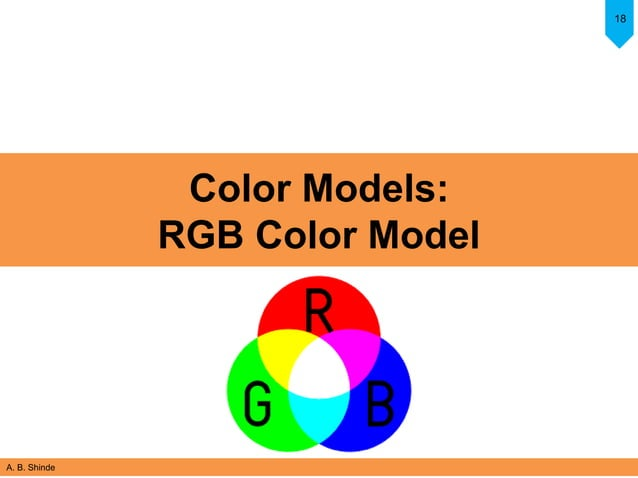 18
Color Models:
RGB Color Model
R
G B
A. B. Shinde